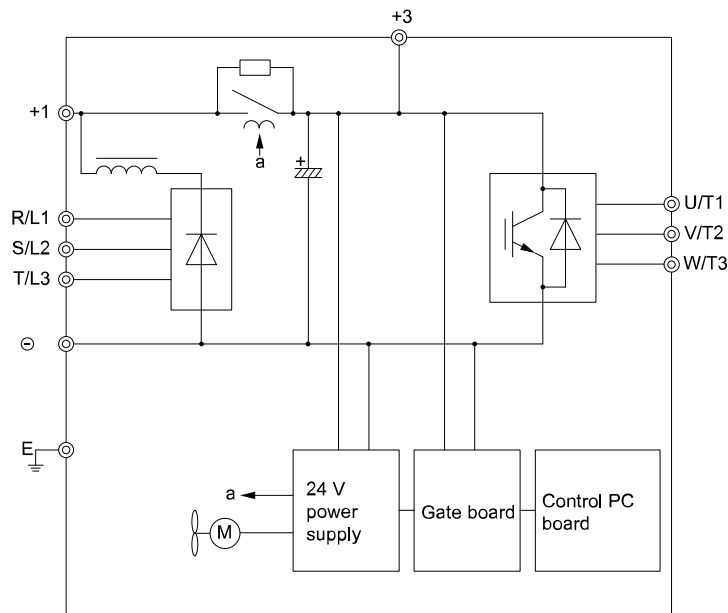 +3
+1
a
+
R/L1
S/L2
T/L3
U/T1
V/T2
W/T3
⊖
E
a
M
24 V
power
supply
Gate board
Control PC
board